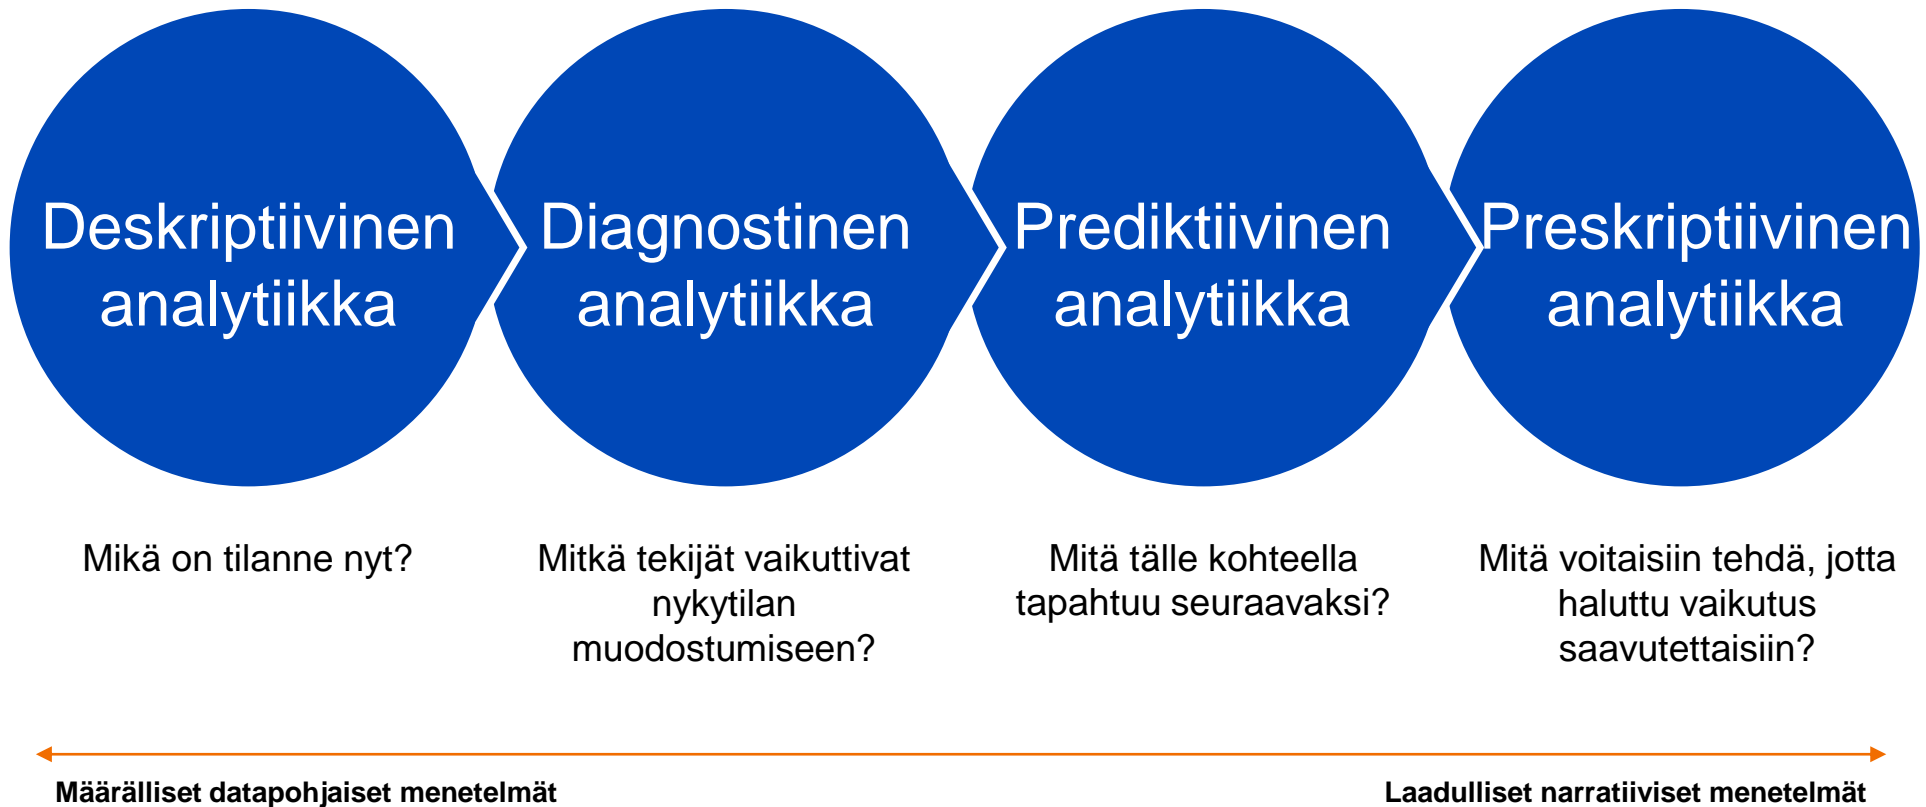 Deskriptiivinen
analytiikka
Diagnostinen
analytiikka
Prediktiivinen
analytiikka
Preskriptiivinen
analytiikka
Mikä on tilanne nyt?
Mitkä tekijät vaikuttivat
nykytilan
muodostumiseen?
Mitä tälle kohteella
tapahtuu seuraavaksi?
Mitä voitaisiin tehdä, jotta
haluttu vaikutus
saavutettaisiin?
Määrälliset datapohjaiset menetelmät
Laadulliset narratiiviset menetelmät